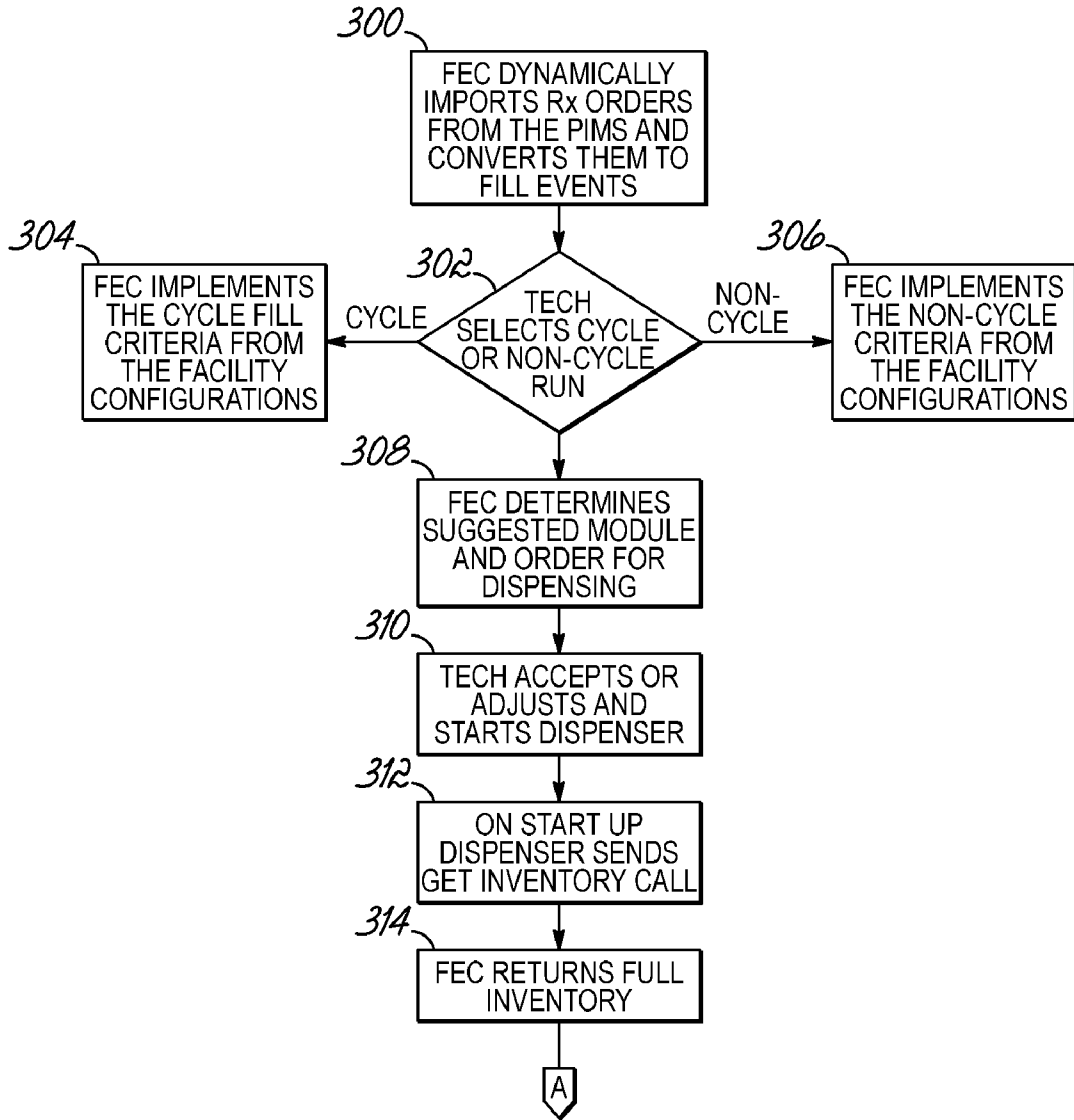 300
FEC DYNAMICALLY
IMPORTS Rx ORDERS
FROM THE PIMS AND
CONVERTS THEM TO
FILL EVENTS
304
FEC IMPLEMENTS
THE CYCLE FILL
CRITERIA FROM
THE FACILITY
CONFIGURATIONS
CYCLE
302
TECH
SELECTS CYCLE
OR NON-CYCLE
RUN
NON-
CYCLE
306
FEC IMPLEMENTS
THE NON-CYCLE
CRITERIA FROM
THE FACILITY
CONFIGURATIONS
308
FEC DETERMINES
SUGGESTED MODULE
AND ORDER FOR
DISPENSING
310
TECH ACCEPTS OR
ADJUSTS AND
STARTS DISPENSER
312
ON START UP
DISPENSER SENDS
GET INVENTORY CALL
314
FEC RETURNS FULL
INVENTORY
A